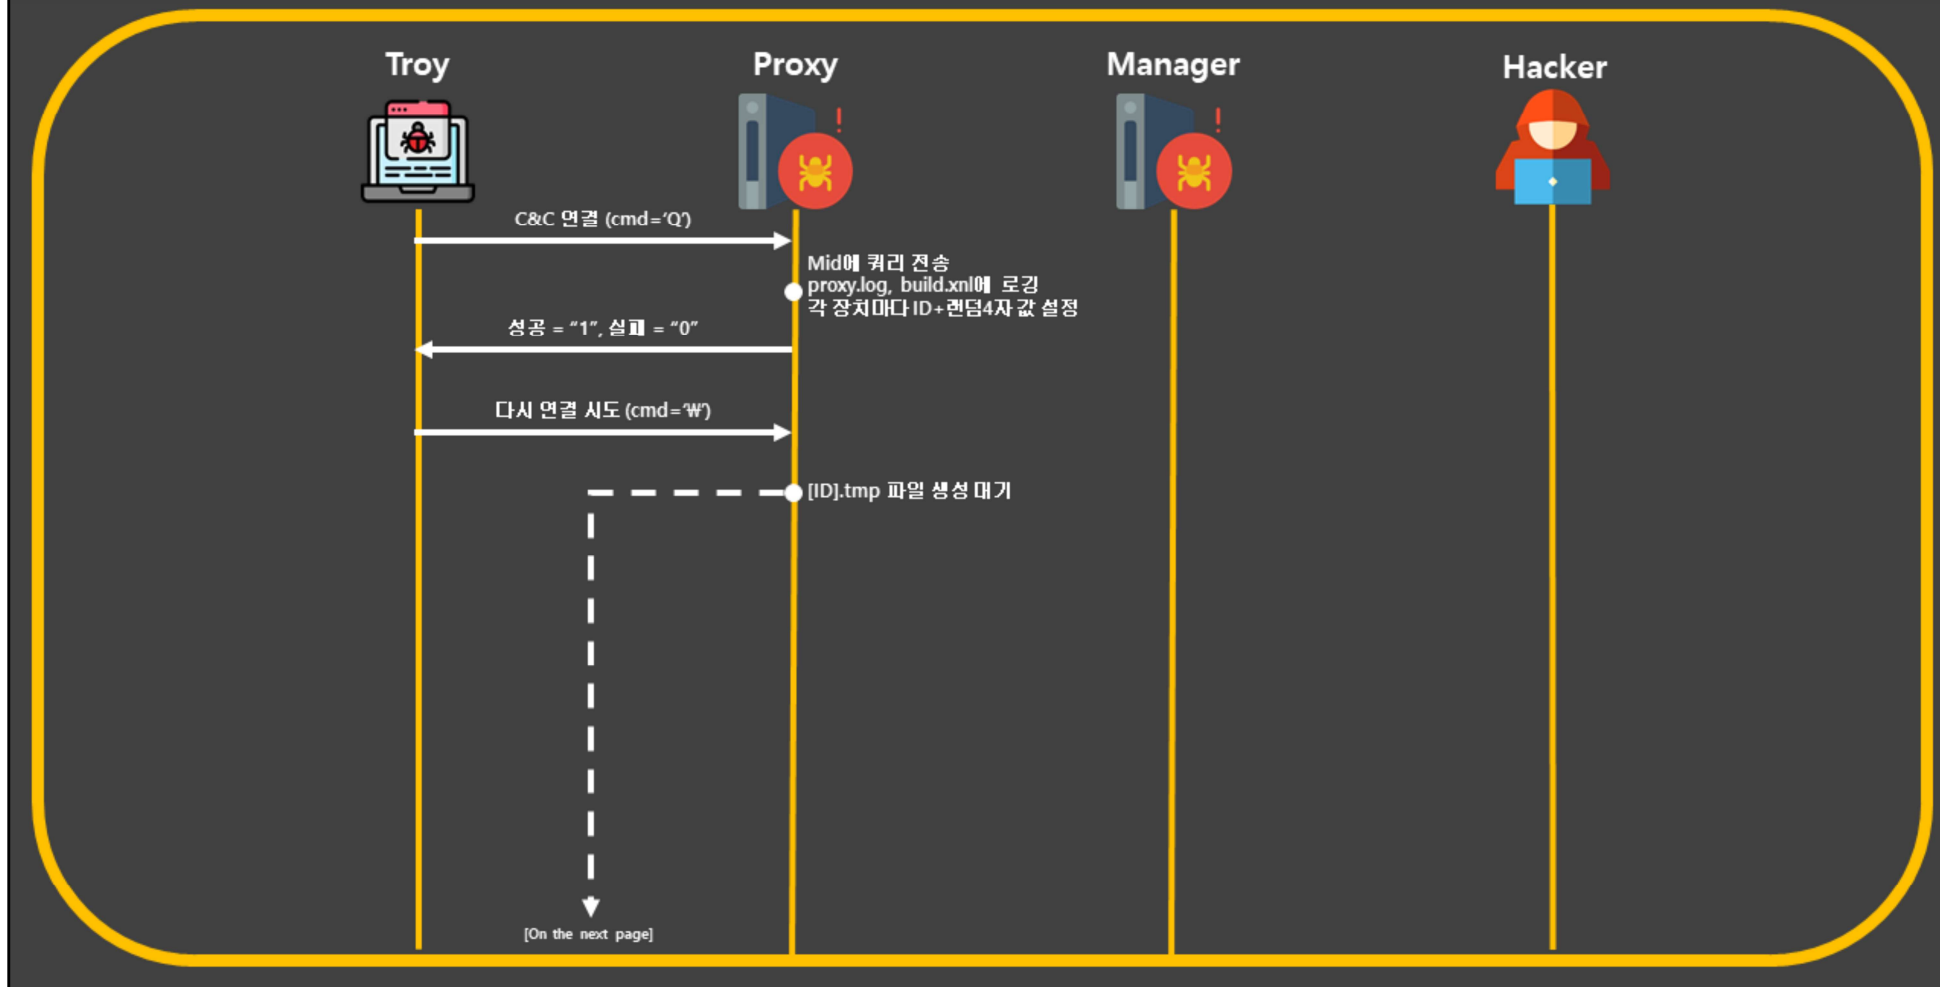 Troy
Proxy
Manager
Hacker
C&C 연결 (cmd=‘Q’)
Mid에 쿼리 전송
proxy.log, build.xnl에 로깅
각 장치마다 ID+랜덤4자 값 설정
성공 = “1”, 실패 = “0”
다시 연결 시도 (cmd=‘₩’)
[ID].tmp 파일 생성 대기
[On the next page]